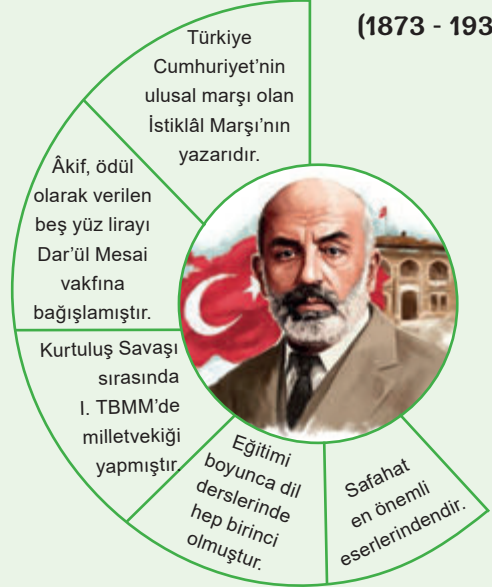 (1873 - 193
Türkiye
Cumhuriyet'nin
ulusal marşı olan
İstiklâl Marşı'nın
yazarıdır.
Âkif, ödül
olarak verilen
beş yüz lirayı
Dar'ül Mesai
vakfına
bağışlamıştır.
Kurtuluş Savaşı
sırasında
I. TBMM'de
milletvekiği
yapmıştır.
Eğitimi
boyunca dil
derslerinde
hep birinci
olmuştur.
Safahat
en önemli
eserlerindendir.